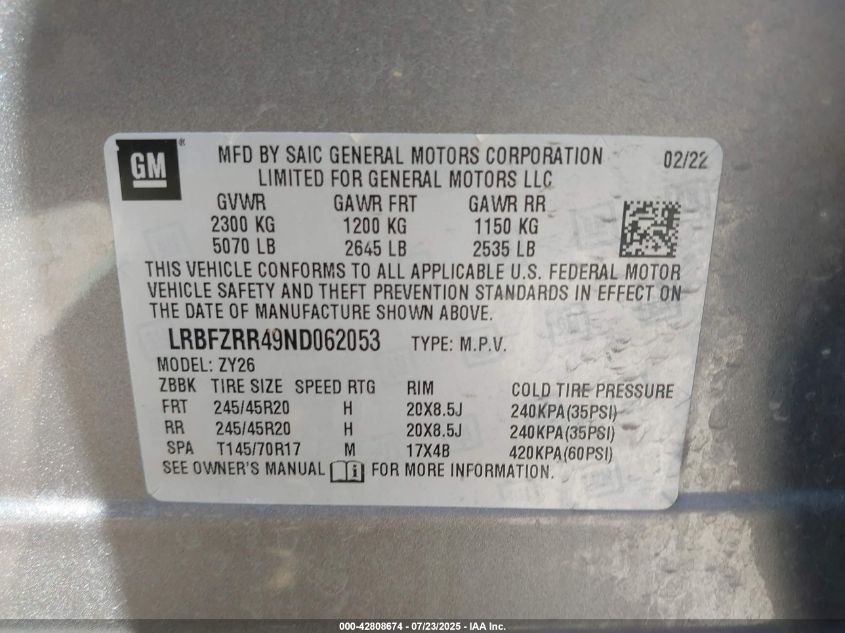 GM ®
MFD BY SAIC GENERAL MOTORS CORPORATION 02/22
LIMITED FOR GENERAL MOTORS LLC
GVWR GAWR FRT GAWR RR
2300 KG 1200 KG 1150 KG
5070 LB 2645 LB 2535 LB
THIS VEHICLE CONFORMS TO ALL APPLICABLE U.S. FEDERAL MOTOR
VEHICLE SAFETY AND THEFT PREVENTION STANDARDS IN EFFECT ON
THE DATE OF MANUFACTURE SHOWN ABOVE.
LRBFZRR49ND062053 TYPE: M.P.V.
MODEL: ZY26
ZBBK TIRE SIZE SPEED RTG RIM COLD TIRE PRESSURE
FRT 245/45R20 H 20X8.5J 240KPA(35PSI)
RR 245/45R20 H 20X8.5J 240KPA(35PSI)
SPA T145/70R17 M 17X4B 420KPA(60PSI)
SEE OWNER'S MANUAL i FOR MORE INFORMATION.
000-42808674 - 07/23/2025 - IAA Inc.